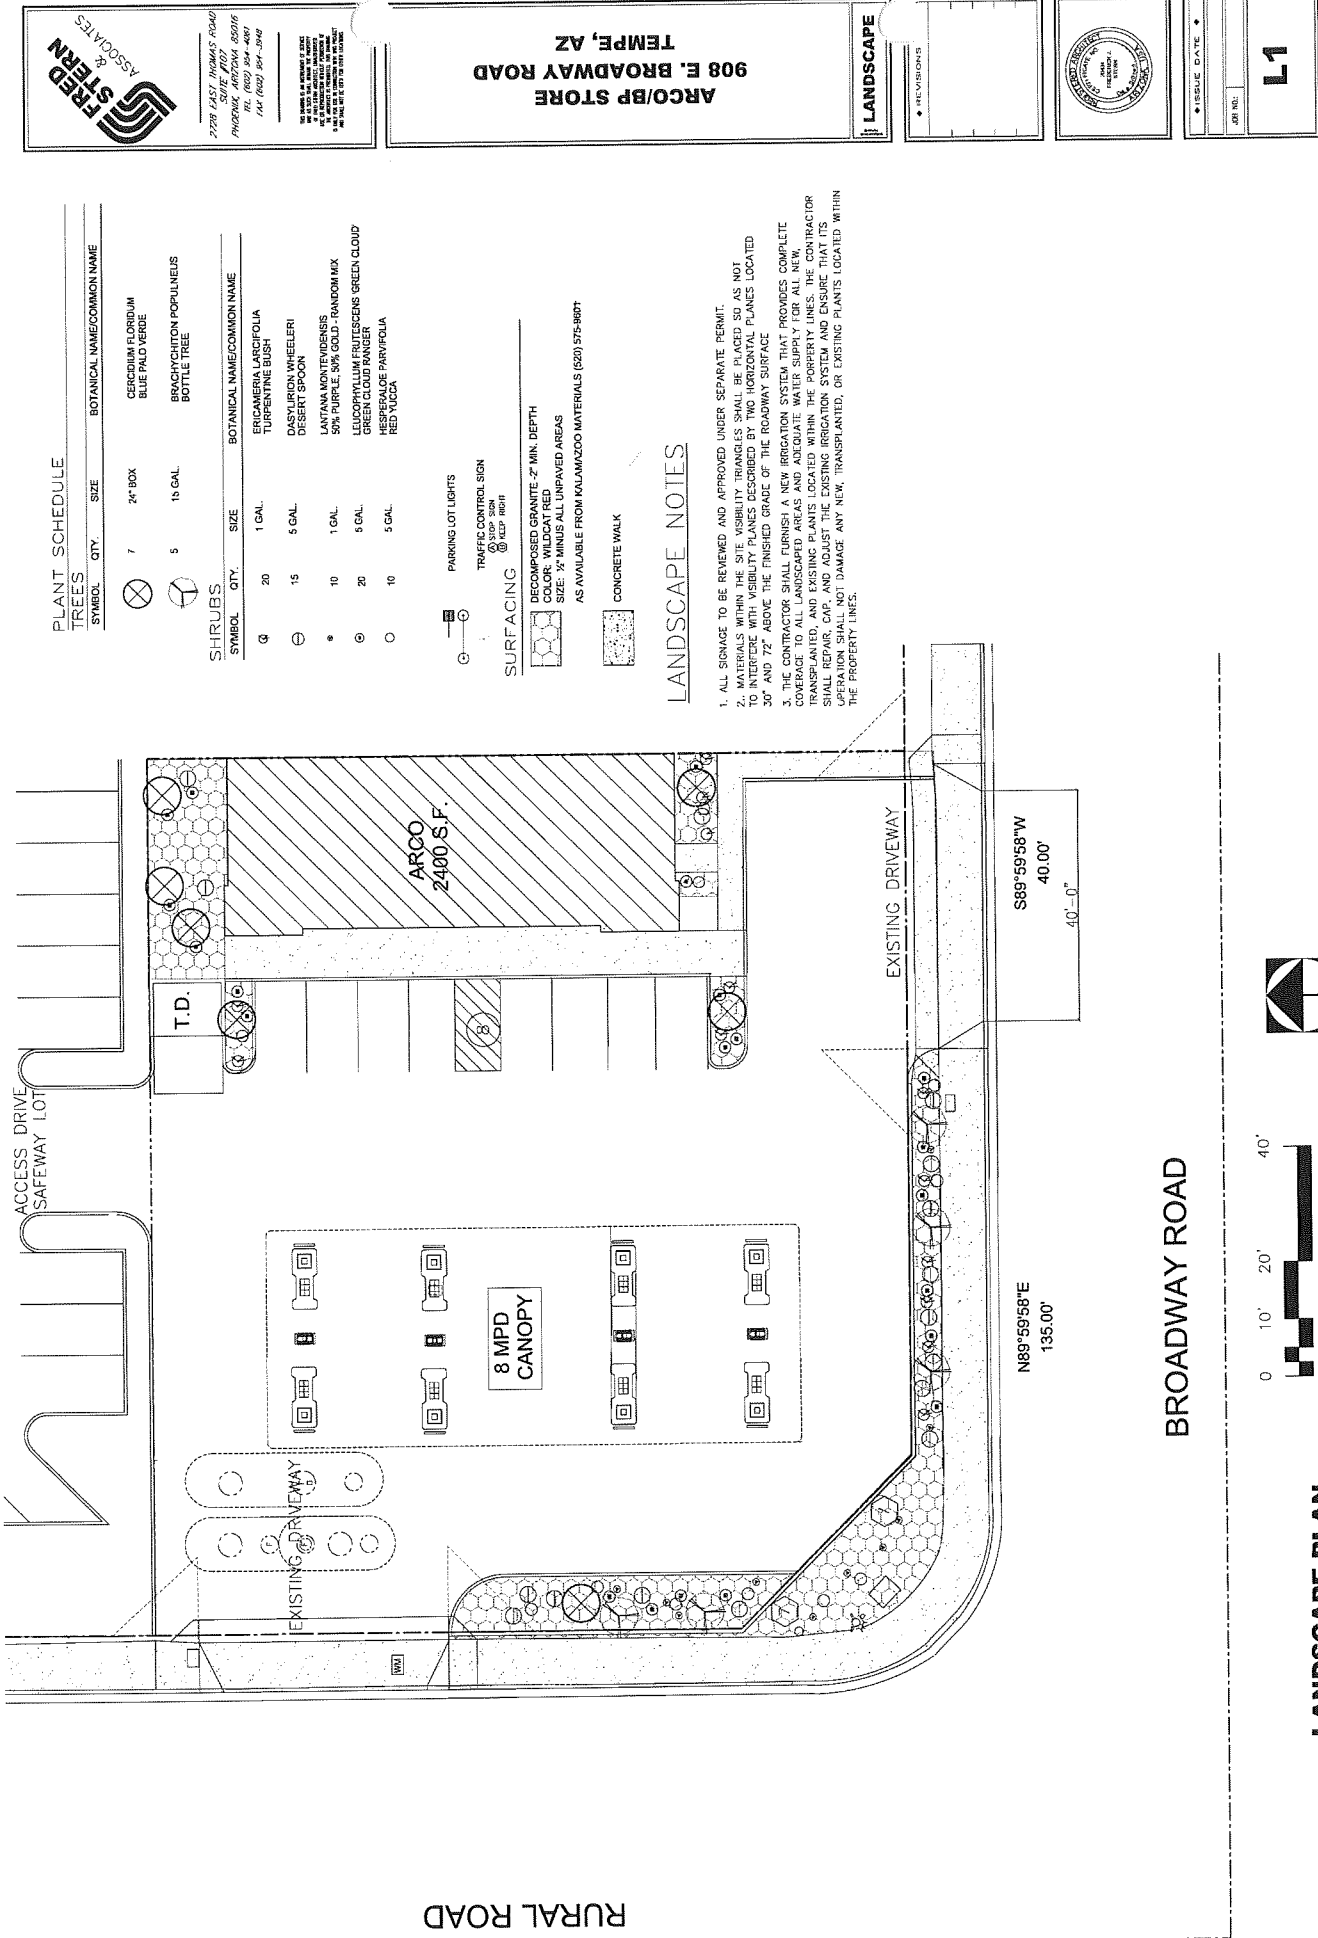 FRED
STERN
&
ASSOCIATES
2728 EAST THOMAS ROAD
PHOENIX, ARIZONA 85016
TEL (602) 954-4081
ARCO/BP STORE
908 E. BROADWAY ROAD
TEMPE, AZ
LANDSCAPE
REVISIONS
ISSUE DATE
JOB NO.:
L1
PLANT SCHEDULE
TREES
SYMBOL QTY. SIZE BOTANICAL NAME/COMMON NAME
7 24" BOX CERCIDIUM FLORIDUM
BLUE PALO VERDE
5 15 GAL. BRACHYCHITON POPULNEUS
BOTTLE TREE
SHRUBS
SYMBOL QTY. SIZE BOTANICAL NAME/COMMON NAME
20 1 GAL. ERICAMERIA LARCIFOLIA
TURPENTINE BUSH
15 5 GAL. DASYLIRION WHEELERI
DESERT SPOON
10 1 GAL. LANTANA MONTEVIDENSIS
50% PURPLE, 50% GOLD - RANDOM MIX
20 5 GAL. LEUCOPHYLLUM FRUTESCENS 'GREEN CLOUD'
GREEN CLOUD RANGER
10 5 GAL. HESPERALOE PARVIFOLIA
RED YUCCA
PARKING LOT LIGHTS
TRAFFIC CONTROL SIGN
STOP SIGN
KEEP RIGHT
SURFACING
DECOMPOSED GRANITE -2" MIN. DEPTH
COLOR: WILDCAT RED
SIZE: ½" MINUS ALL UNPAVED AREAS
AS AVAILABLE FROM KALAMAZOO MATERIALS (520) 575-9601
CONCRETE WALK
LANDSCAPE NOTES
1. ALL SIGNAGE TO BE REVIEWED AND APPROVED UNDER SEPARATE PERMIT.
2. MATERIALS WITHIN THE SITE VISIBILITY TRIANGLES SHALL BE PLACED SO AS NOT
TO INTERFERE WITH VISIBILITY PLANES DESCRIBED BY TWO HORIZONTAL PLANES LOCATED
30" AND 72" ABOVE THE FINISHED GRADE OF THE ROADWAY SURFACE
3. THE CONTRACTOR SHALL FURNISH A NEW IRRIGATION SYSTEM THAT PROVIDES COMPLETE
COVERAGE TO ALL LANDSCAPED AREAS AND ADEQUATE WATER SUPPLY FOR ALL NEW,
TRANSPLANTED, AND EXISTING PLANTS LOCATED WITHIN THE PORPERTY LINES. THE CONTRACTOR
SHALL REPAIR, CAP, AND ADJUST THE EXISTING IRRIGATION SYSTEM AND ENSURE THAT ITS
OPERATION SHALL NOT DAMAGE ANY NEW, TRANSPLANTED, OR EXISTING PLANTS LOCATED WITHIN
THE PROPERTY LINES.
ACCESS DRIVE
SAFEWAY LOT
T.D.
ARCO
2400 S.F.
8
8 MPD
CANOPY
EXISTING DRIVEWAY
EXISTING DRIVEWAY
WM
S89°59'58"W
40.00'
40'-0"
N89°59'58"E
135.00'
BROADWAY ROAD
RURAL ROAD
0 10' 20' 40'
LANDSCAPE PLAN